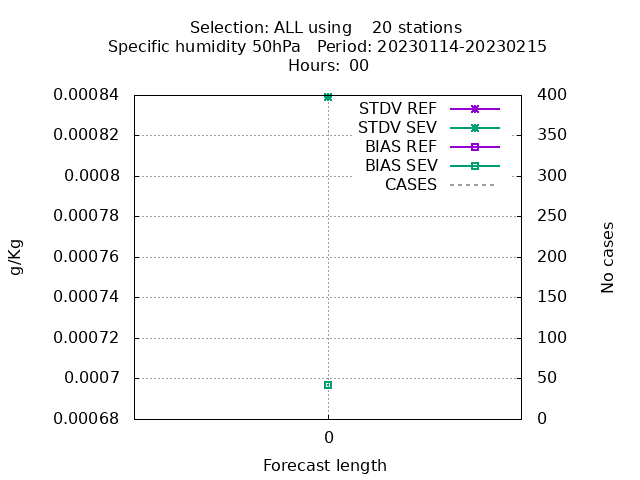 Selection: ALL using    20 stations
Specific humidity 50hPa   Period: 20230114-20230215
Hours: 00
0.00084
0.00082
0.0008
0.00078
0.00076
0.00074
0.00072
0.0007
0.00068
g/Kg
STDV REF
STDV SEV
BIAS REF
BIAS SEV
CASES
400
350
300
250
200
150
100
50
0
No cases
0
Forecast length